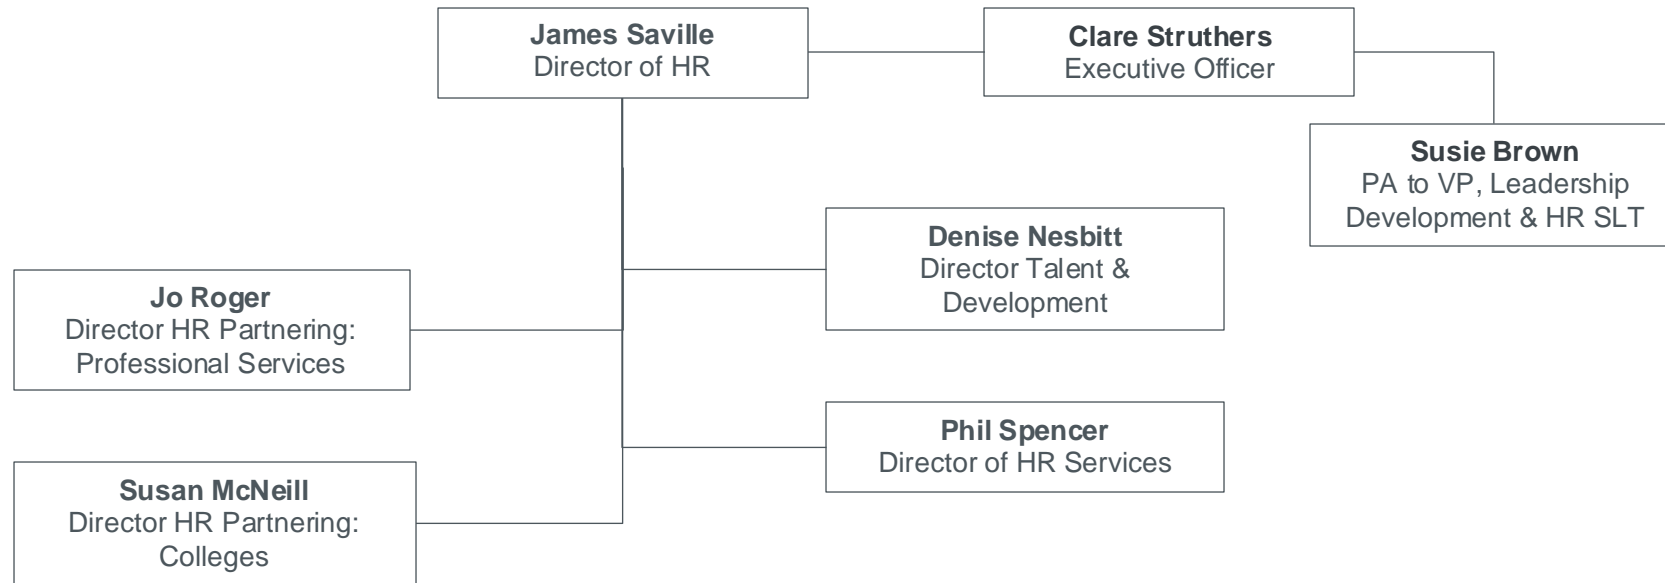 James Saville
Director of HR
Clare Struthers
Executive Officer
Susie Brown
PA to VP, Leadership
Development & HR SLT
Denise Nesbitt
Director Talent &
Development
Jo Roger
Director HR Partnering:
Professional Services
Phil Spencer
Director of HR Services
Susan McNeill
Director HR Partnering:
Colleges